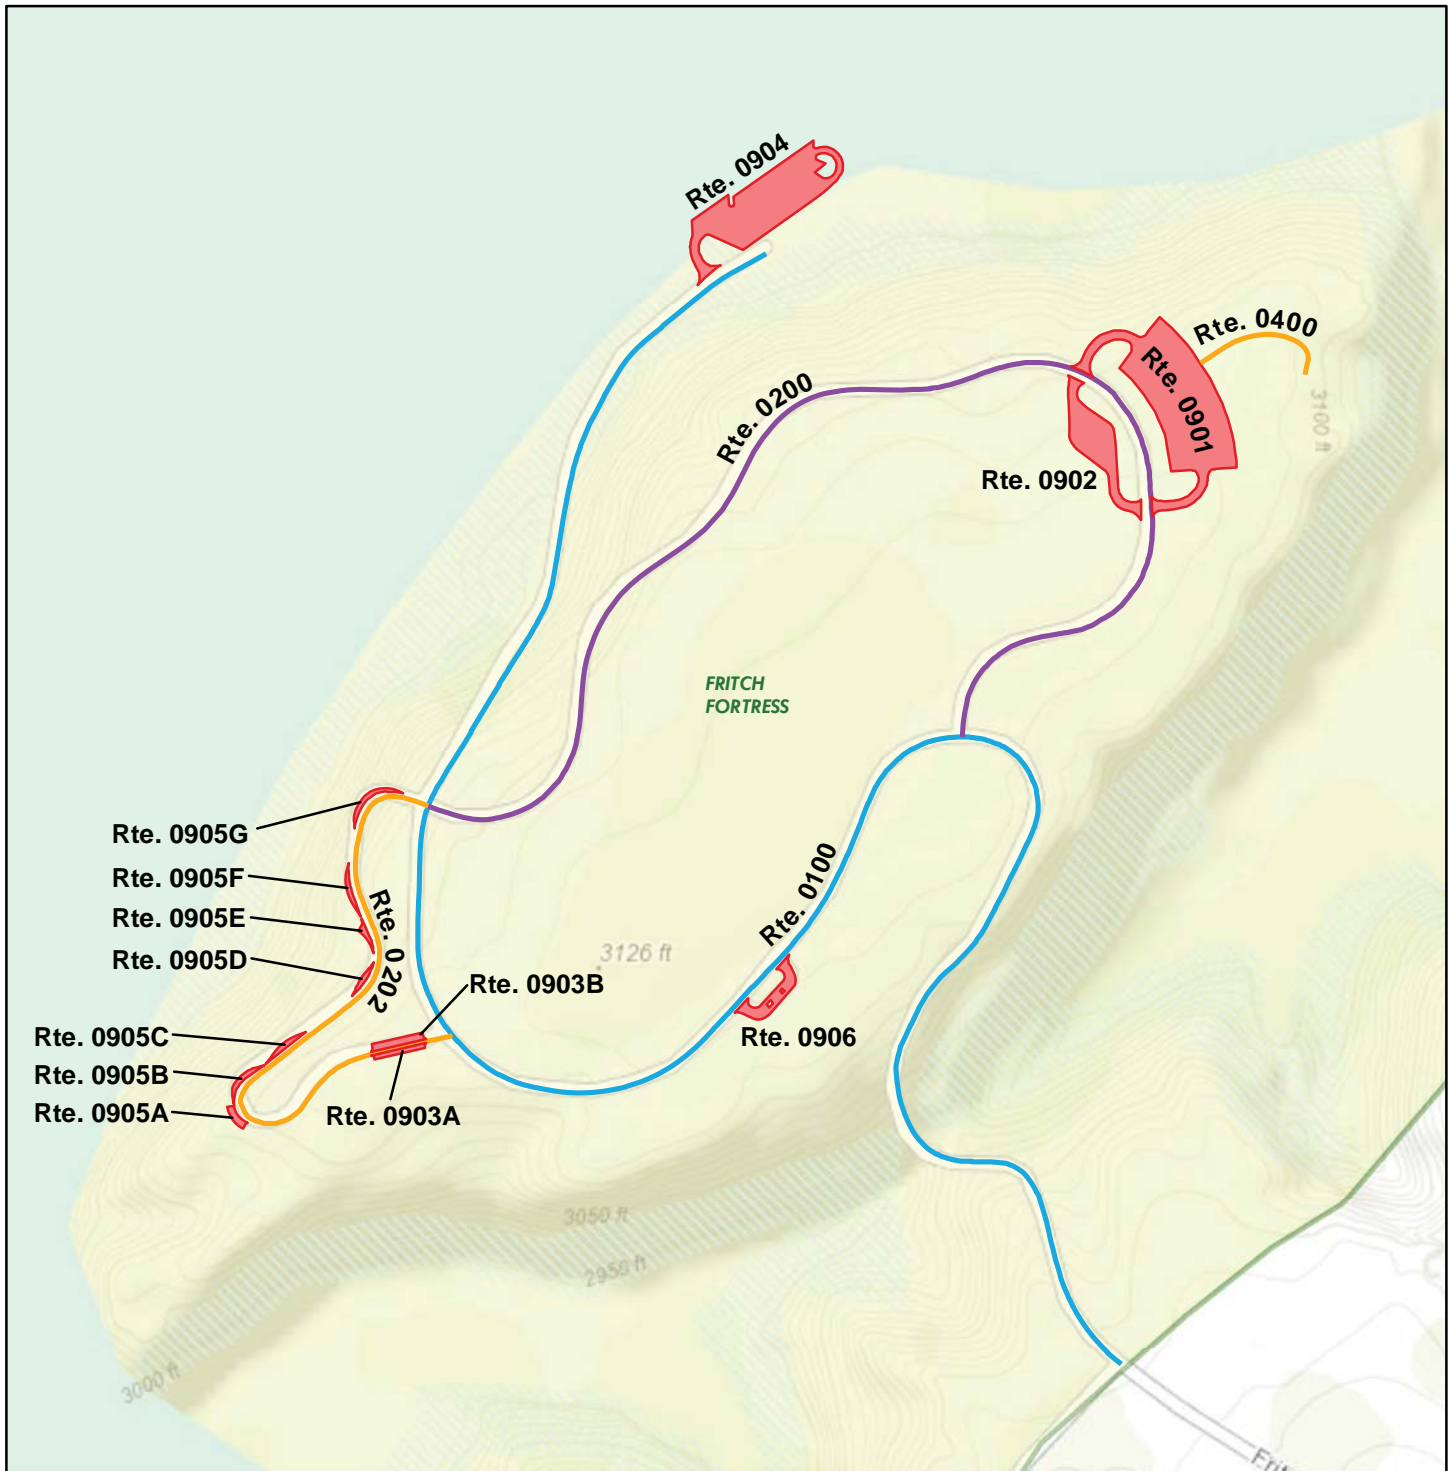 Rte. 0904
Rte. 0400
Rte. 0901
3100 ft
Rte. 0200
Rte. 0902
FRITCH
FORTRESS
Rte. 0905G
Rte. 0905F
Rte. 0905E
Rte. 0905D
Rte. 0202
Rte. 0100
3126 ft
Rte. 0903B
Rte. 0906
Rte. 0905C
Rte. 0905B
Rte. 0905A
Rte. 0903A
3050 ft
2950 ft
3000 ft